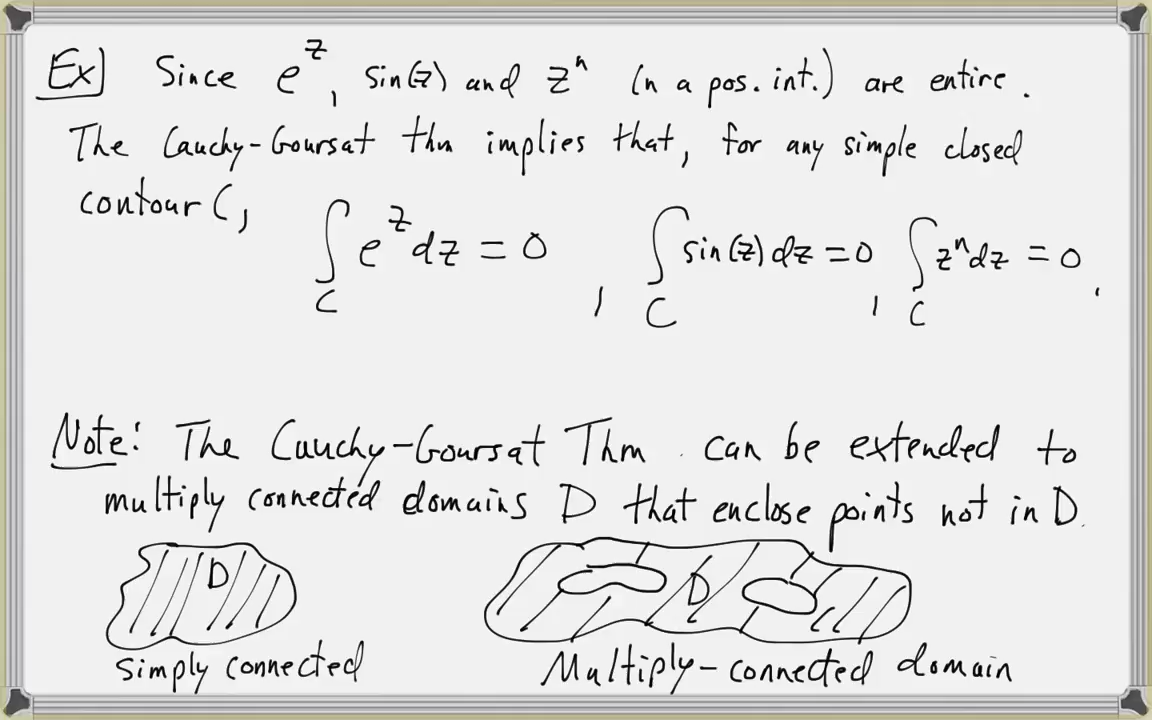 Ex Since e^z, sin(z) and z^n (n a pos. int.) are entire.
The Cauchy-Goursat thm implies that, for any simple closed
contour C,
∫_C e^z dz = 0, ∫_C sin(z) dz = 0, ∫_C z^n dz = 0.
Note: The Cauchy-Goursat Thm. can be extended to
multiply connected domains D that enclose points not in D.
D D
Simply connected Multiply-connected domain